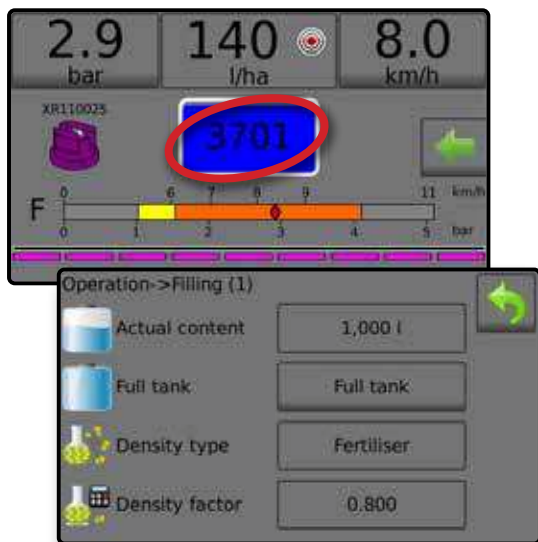 2.9 140 8.0
bar l/ha km/h
XR110025
3701
0 6 7 8 9 11 km/h
F
0 1 2 3 4 5 bar
Operation->Filling (1)
Actual content 1,000 l
Full tank Full tank
Density type Fertiliser
Density factor 0.800